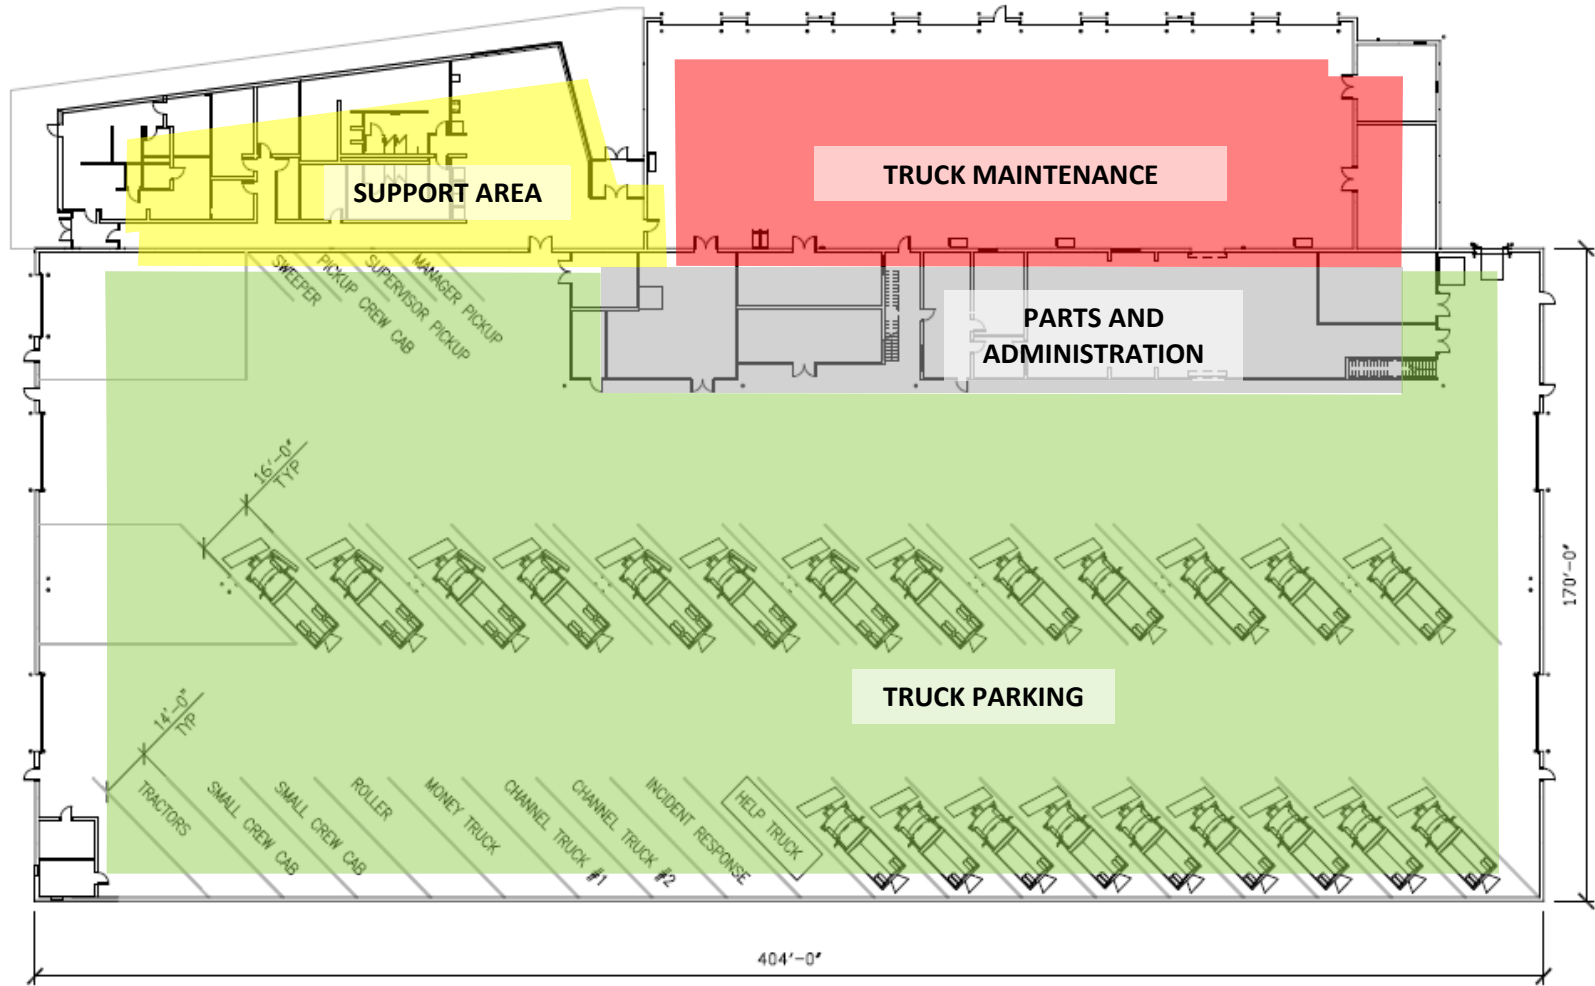 SUPPORT AREA
TRUCK MAINTENANCE
SWEEPER
PICKUP CREW CAB
SUPERVISOR PICKUP
MANAGER PICKUP
PARTS AND
ADMINISTRATION
16'-0"
TYP
170'-0"
TRUCK PARKING
14'-0"
TYP
TRACTORS
SMALL CREW CAB
SMALL CREW CAB
ROLLER
MONEY TRUCK
CHANNEL TRUCK #1
CHANNEL TRUCK #2
INCIDENT RESPONSE
HELP TRUCK
404'-0"